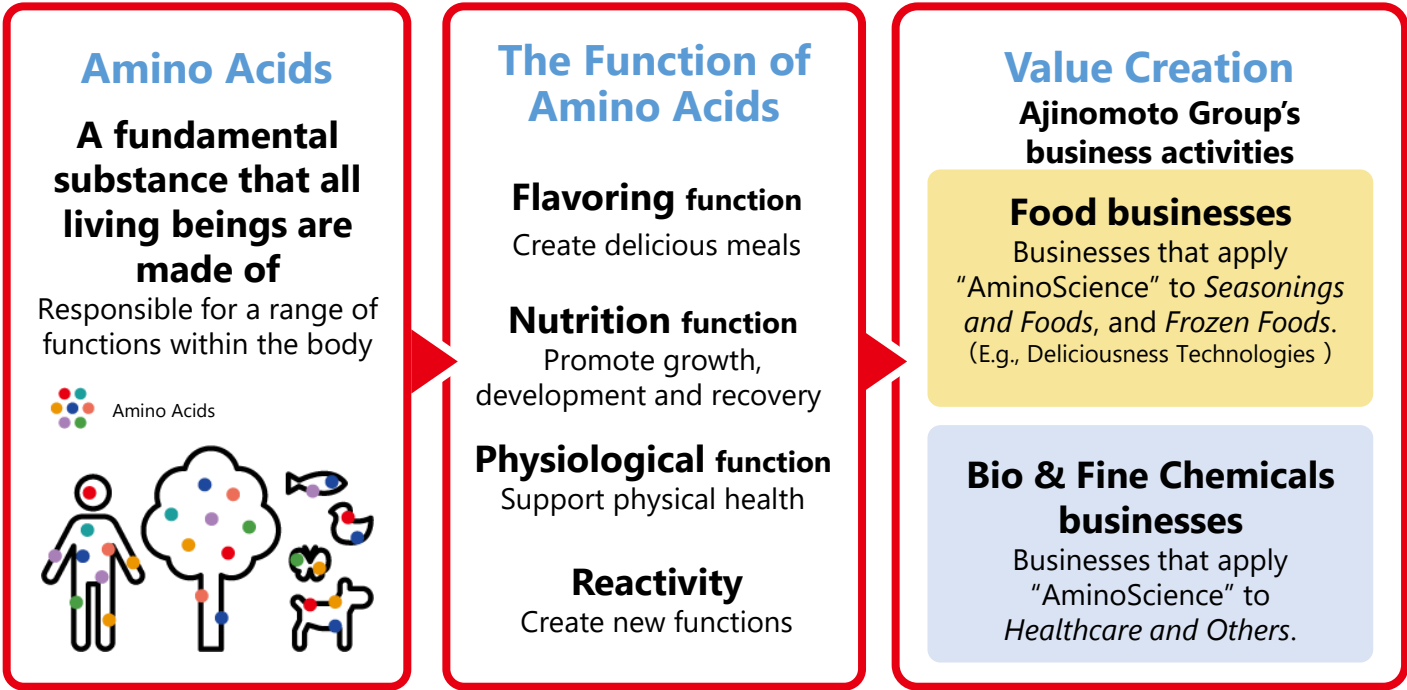 Amino Acids
A fundamental
substance that all
living beings are
made of
Responsible for a range of
functions within the body
Amino Acids
The Function of
Amino Acids
Flavoring function
Create delicious meals
Nutrition function
Promote growth,
development and recovery
Physiological function
Support physical health
Reactivity
Create new functions
Value Creation
Ajinomoto Group’s
business activities
Food businesses
Businesses that apply
“AminoScience” to Seasonings
and Foods, and Frozen Foods.
（E.g., Deliciousness Technologies ）
Bio & Fine Chemicals
businesses
Businesses that apply
“AminoScience” to
Healthcare and Others.